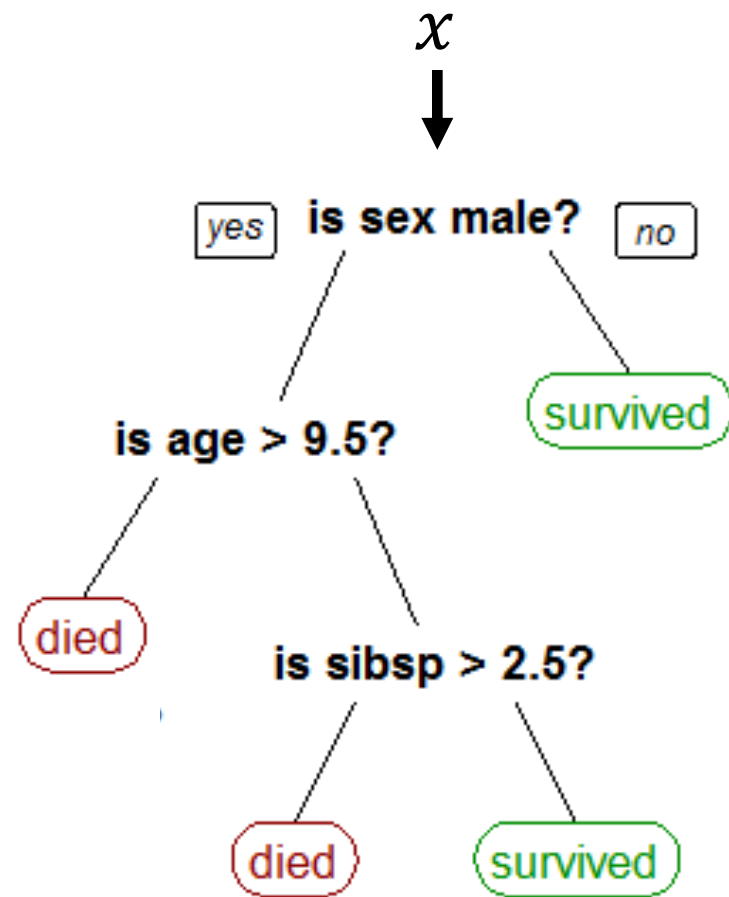 x
yes is sex male? no
survived
is age > 9.5?
died
is sibsp > 2.5?
died survived